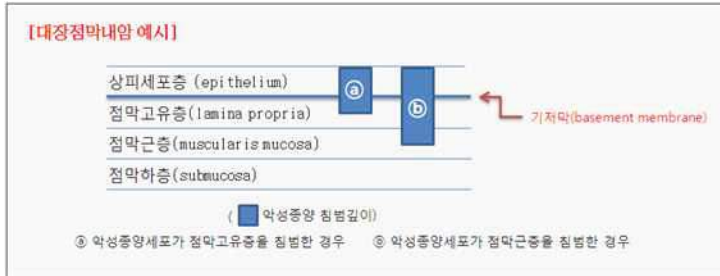 [대장점막내암 예시]
상피세포층 (epithelium)
ⓐ
ⓑ
점막고유층(lamina propria)
기저막(basement membrane)
점막근층(muscularis mucosa)
점막하층(submucosa)
( 악성종양 침범깊이)
ⓐ 악성종양세포가 점막고유층을 침범한 경우 ⓑ 악성종양세포가 점막근층을 침범한 경우